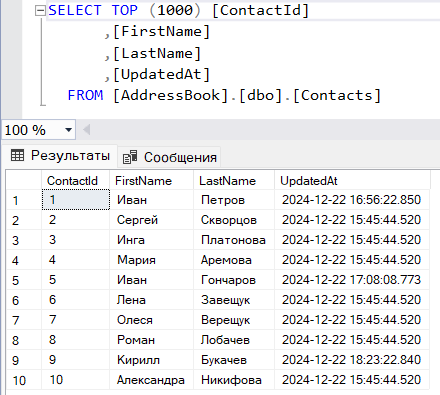 SELECT TOP (1000) [ContactId]
,[FirstName]
,[LastName]
,[UpdatedAt]
FROM [AddressBook].[dbo].[Contacts]
100 %
Результаты Сообщения
ContactId FirstName LastName UpdatedAt
1 1 Иван Петров 2024-12-22 16:56:22.850
2 2 Сергей Скворцов 2024-12-22 15:45:44.520
3 3 Инга Платонова 2024-12-22 15:45:44.520
4 4 Мария Аремова 2024-12-22 15:45:44.520
5 5 Иван Гончаров 2024-12-22 17:08:08.773
6 6 Лена Завещук 2024-12-22 15:45:44.520
7 7 Олеся Верещук 2024-12-22 15:45:44.520
8 8 Роман Лобачев 2024-12-22 15:45:44.520
9 9 Кирилл Букачев 2024-12-22 18:23:22.840
10 10 Александра Никифова 2024-12-22 15:45:44.520